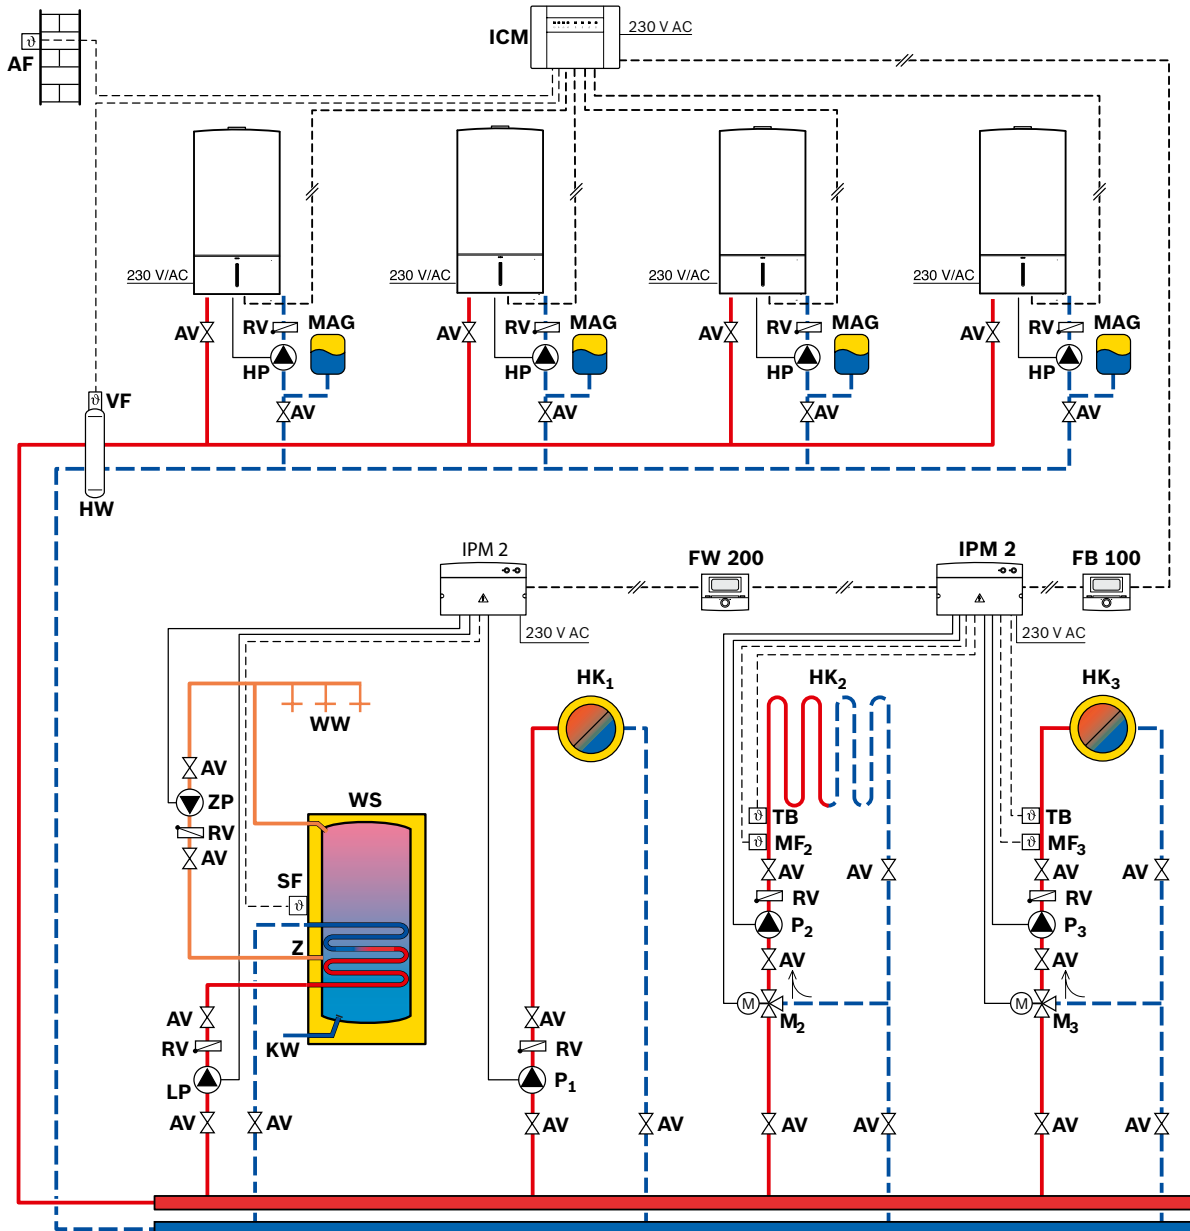 ICM
230 V AC
ϑ
AF
230 V/AC
230 V/AC
230 V/AC
230 V/AC
AV
RV
MAG
AV
RV
MAG
AV
RV
MAG
AV
RV
MAG
HP
HP
HP
HP
ϑ VF
AV
AV
AV
AV
HW
IPM 2
FW 200
IPM 2
FB 100
230 V AC
230 V AC
HK1
HK2
HK3
WW
AV
ZP
WS
RV
AV
ϑ TB
ϑ TB
ϑ MF2
ϑ MF3
SF
ϑ
AV
AV
AV
AV
RV
RV
P2
P3
Z
AV
AV
M
M
M2
M3
AV
AV
RV
KW
RV
LP
P1
AV
AV
AV
AV
AV
AV
AV
AV